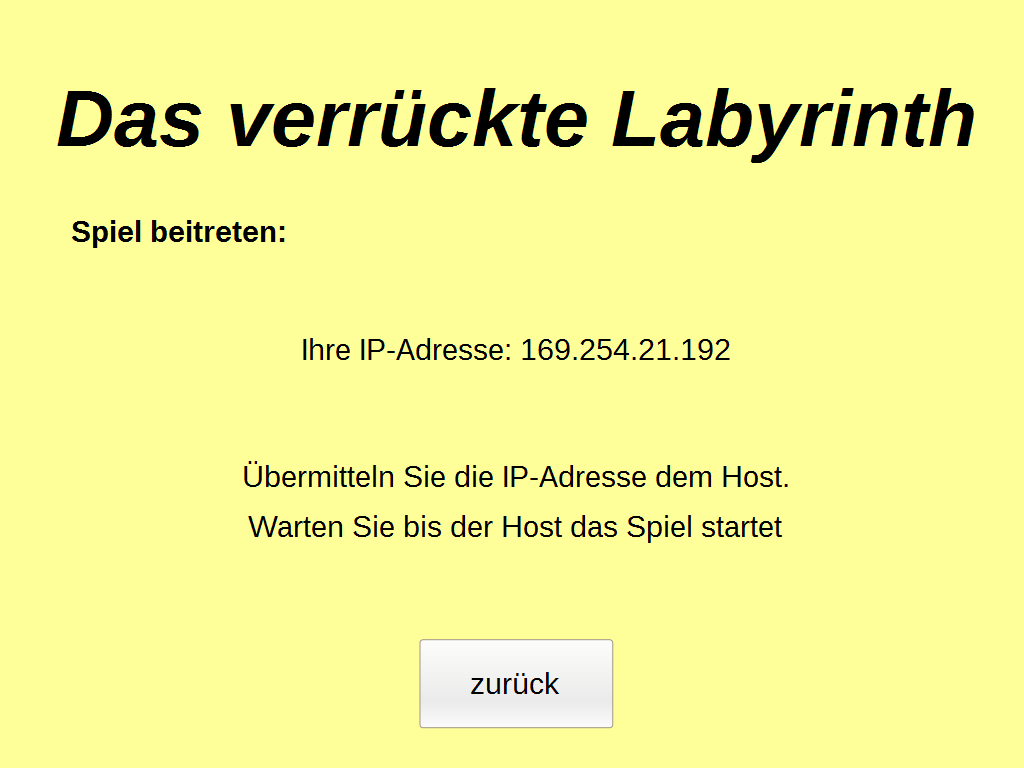 Das verrückte Labyrinth
Spiel beitreten:
Ihre IP-Adresse: 169.254.21.192
Übermitteln Sie die IP-Adresse dem Host.
Warten Sie bis der Host das Spiel startet
zurück